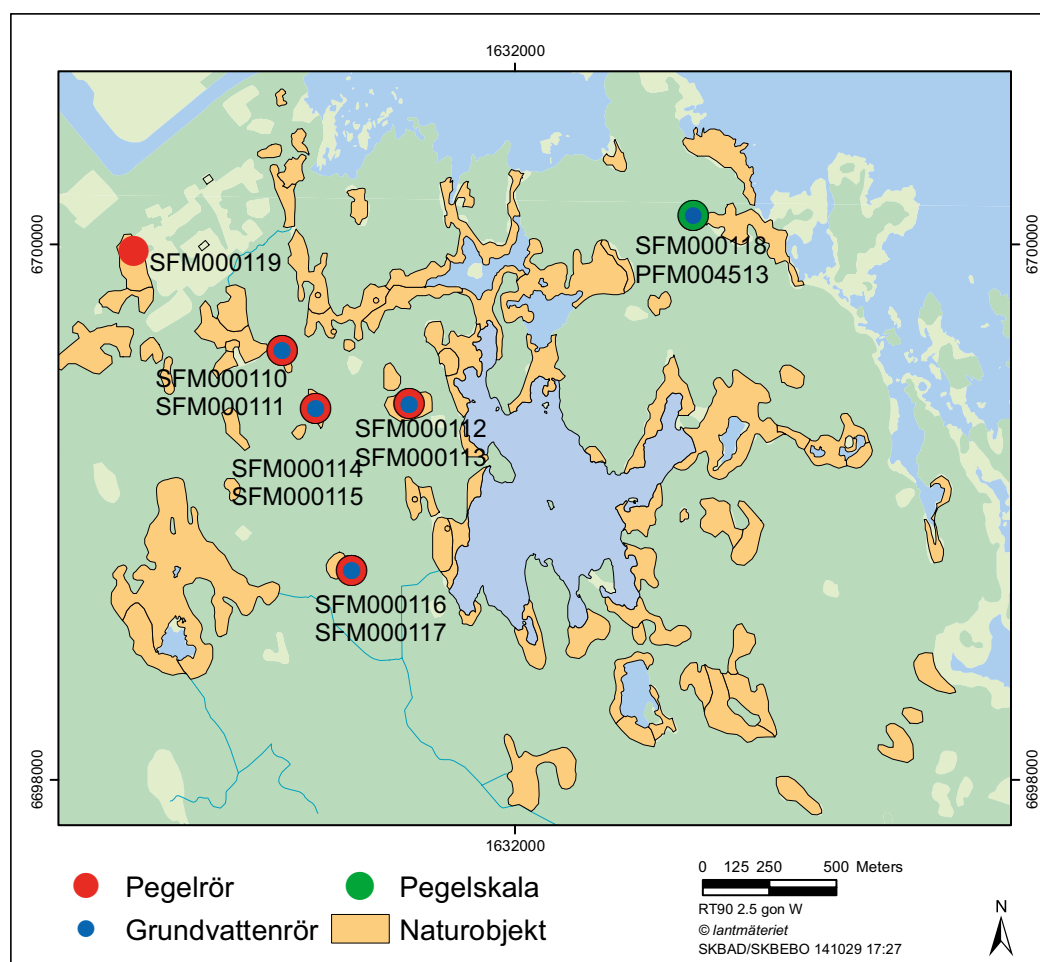 1632000
6700000
6700000
SFM000118
PFM004513
SFM000119
SFM000110
SFM000111
SFM000112
SFM000113
SFM000114
SFM000115
SFM000116
SFM000117
6698000
6698000
1632000
Pegelrör
Pegelskala
Grundvattenrör
Naturobjekt
0 125 250 500 Meters
RT90 2.5 gon W
© lantmäteriet
SKBAD/SKBEBO 141029 17:27
N